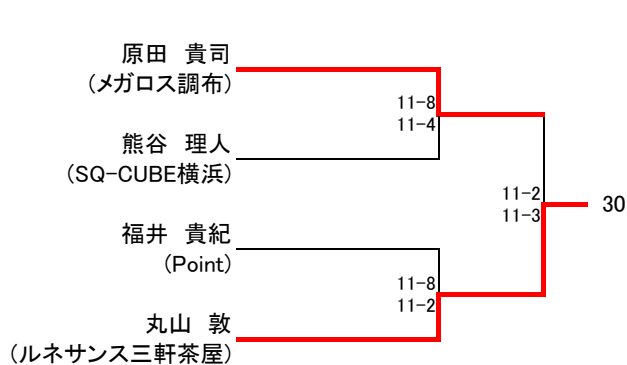 原田　貴司
(メガロス調布)
11-8
11-4
熊谷　理人
(SQ-CUBE横浜)
11-2
11-3
30
福井　貴紀
(Point)
11-8
11-2
丸山　敦
(ルネサンス三軒茶屋)